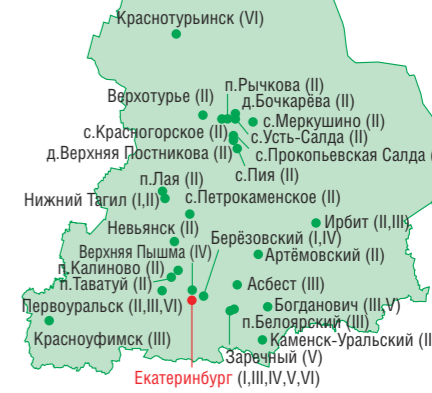 Краснотурьинск (VI)
п.Рычкова (II)
Верхотурье (II)
д.Бочкарёва (II)
с.Меркушино (II)
с.Красногорское (II)
с.Усть-Салда (II)
д.Верхняя Постникова (II)
с.Прокопьевская Салда (
с.Пия (II)
п.Лая (II)
Нижний Тагил (I,II)
с.Петрокаменское (II)
Невьянск (II)
Ирбит (II,III)
Берёзовский (I,IV)
Верхняя Пышма (IV)
Артёмовский (II)
п.Калиново (II)
п.Таватуй (II)
Асбест (III)
Первоуральск (II,III,VI)
Богданович (III,V)
п.Белоярский (III)
Красноуфимск (III)
Каменск-Уральский (II
Заречный (V)
Екатеринбург (I,III,IV,V,VI)